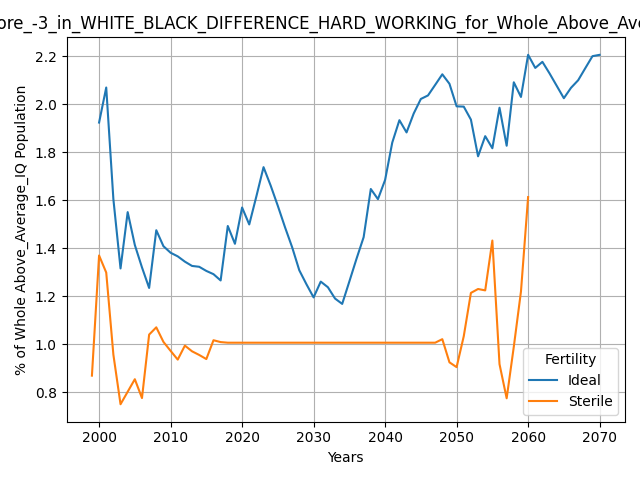 ore_-3_in_WHITE_BLACK_DIFFERENCE_HARD_WORKING_for_Whole_Above_Ave
% of Whole Above_Average_IQ Population
2.2
2.0
1.8
1.6
1.4
1.2
1.0
0.8
Fertility
Ideal
Sterile
2000 2010 2020 2030 2040 2050 2060 2070
Years